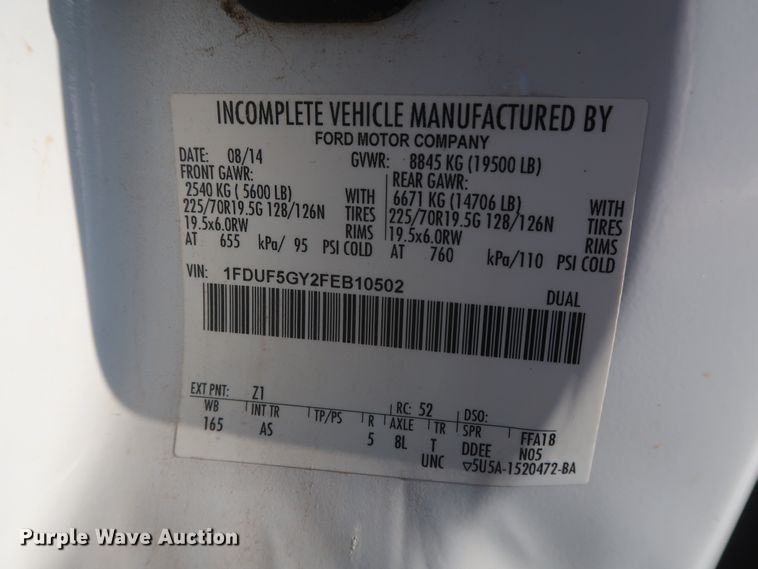 INCOMPLETE VEHICLE MANUFACTURED BY
FORD MOTOR COMPANY
DATE: 08/14 GVWR: 8845 KG (19500 LB)
FRONT GAWR: REAR GAWR:
2540 KG ( 5600 LB) WITH 6671 KG (14706 LB) WITH
225/70R19.5G 128/126N TIRES 225/70R19.5G 128/126N TIRES
19.5x6.0RW RIMS 19.5x6.0RW RIMS
AT 655 kPa/ 95 PSI COLD AT 760 kPa/110 PSI COLD
VIN: 1FDUF5GY2FEB10502
DUAL
EXT PNT: Z1 RC: 52 DSO:
WB INT TR TP/PS R AXLE TR SPR FFA18
165 AS 5 8L T DDEE N05
UNC ▽5U5A-1520472-BA
Purple Wave Auction